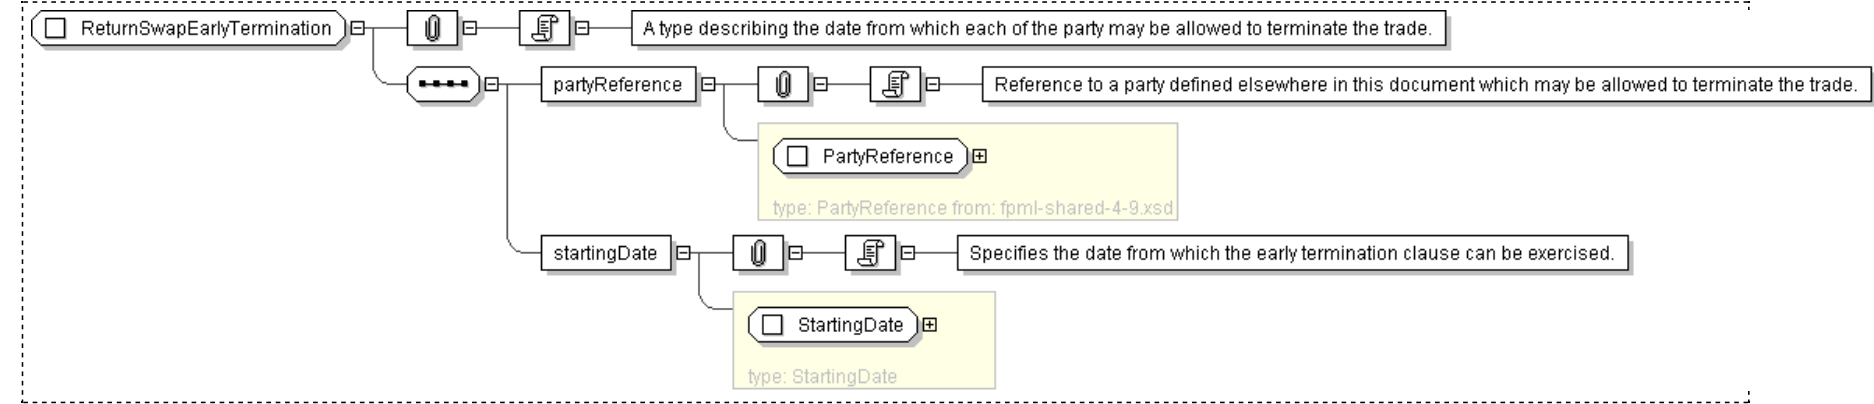 ReturnSwapEarlyTermination
A type describing the date from which each of the party may be allowed to terminate the trade.
partyReference
Reference to a party defined elsewhere in this document which may be allowed to terminate the trade.
PartyReference
type: PartyReference from: fpml-shared-4-9.xsd
startingDate
Specifies the date from which the early termination clause can be exercised.
StartingDate
type: StartingDate